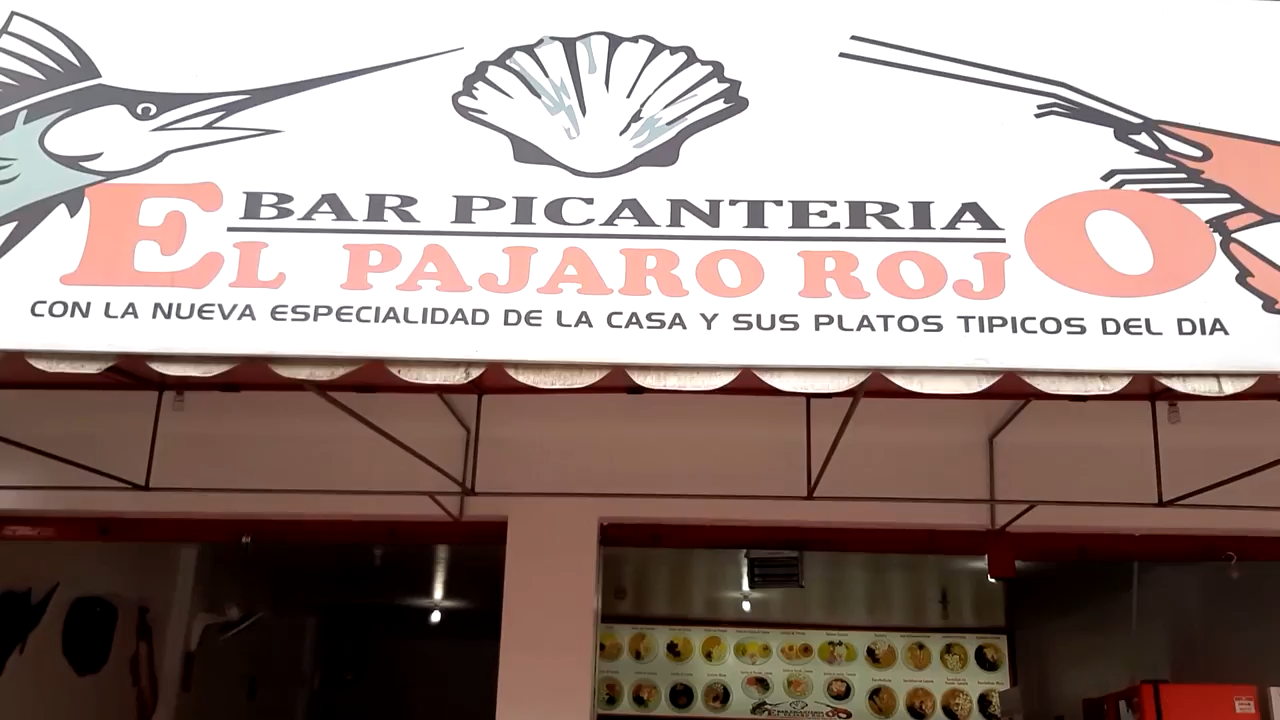 BAR PICANTERIA
EL PAJARO ROJO
CON LA NUEVA ESPECIALIDAD DE LA CASA Y SUS PLATOS TIPICOS DEL DIA